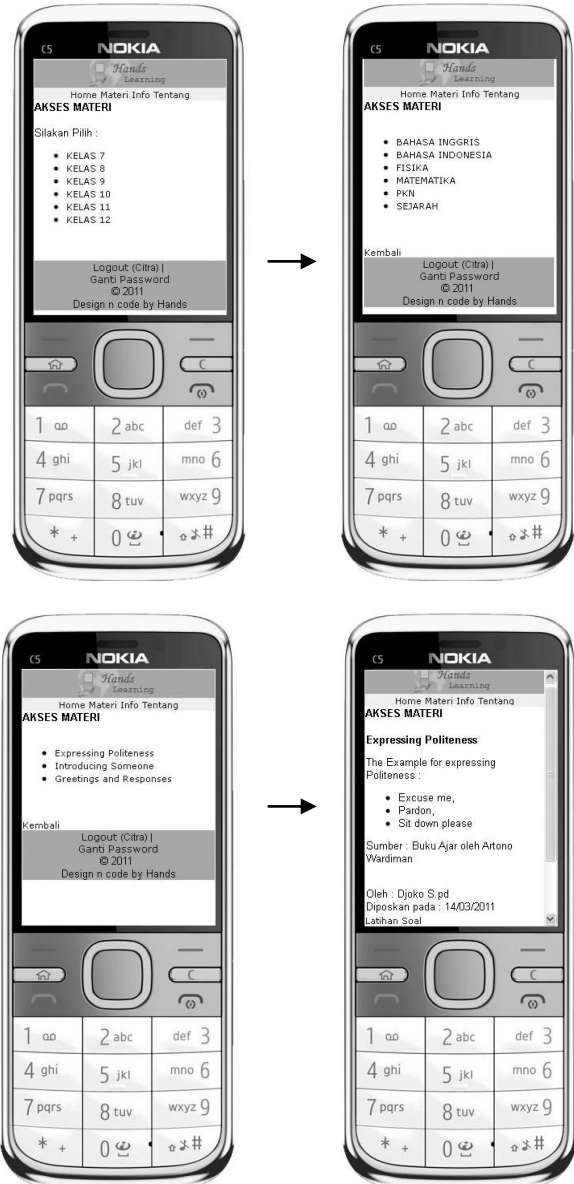 C5 NOKIA
Hands
Learning
Home Materi Info Tentang
AKSES MATERI
Silakan Pilih :
• KELAS 7
• KELAS 8
• KELAS 9
• KELAS 10
• KELAS 11
• KELAS 12
Logout (Citra) |
Ganti Password
© 2011
Design n code by Hands
C
1 2 abc def 3
4 ghi 5 jkl mno 6
7 pqrs 8 tuv wxyz 9
* + 0 #
C5 NOKIA
Hands
Learning
Home Materi Info Tentang
AKSES MATERI
• BAHASA INGGRIS
• BAHASA INDONESIA
• FISIKA
• MATEMATIKA
• PKN
• SEJARAH
Kembali
Logout (Citra) |
Ganti Password
© 2011
Design n code by Hands
C
1 2 abc def 3
4 ghi 5 jkl mno 6
7 pqrs 8 tuv wxyz 9
* + 0 #
C5 NOKIA
Hands
Learning
Home Materi Info Tentang
AKSES MATERI
• Expressing Politeness
• Introducing Someone
• Greetings and Responses
Kembali
Logout (Citra) |
Ganti Password
© 2011
Design n code by Hands
C
1 2 abc def 3
4 ghi 5 jkl mno 6
7 pqrs 8 tuv wxyz 9
* + 0 #
C5 NOKIA
Hands
Learning
Home Materi Info Tentang
AKSES MATERI
Expressing Politeness
The Example for expressing
Politeness :
• Excuse me,
• Pardon,
• Sit down please
Sumber : Buku Ajar oleh Artono
Wardiman
Oleh : Djoko S.pd
Diposkan pada : 14/03/2011
Latihan Soal
C
1 2 abc def 3
4 ghi 5 jkl mno 6
7 pqrs 8 tuv wxyz 9
* + 0 #